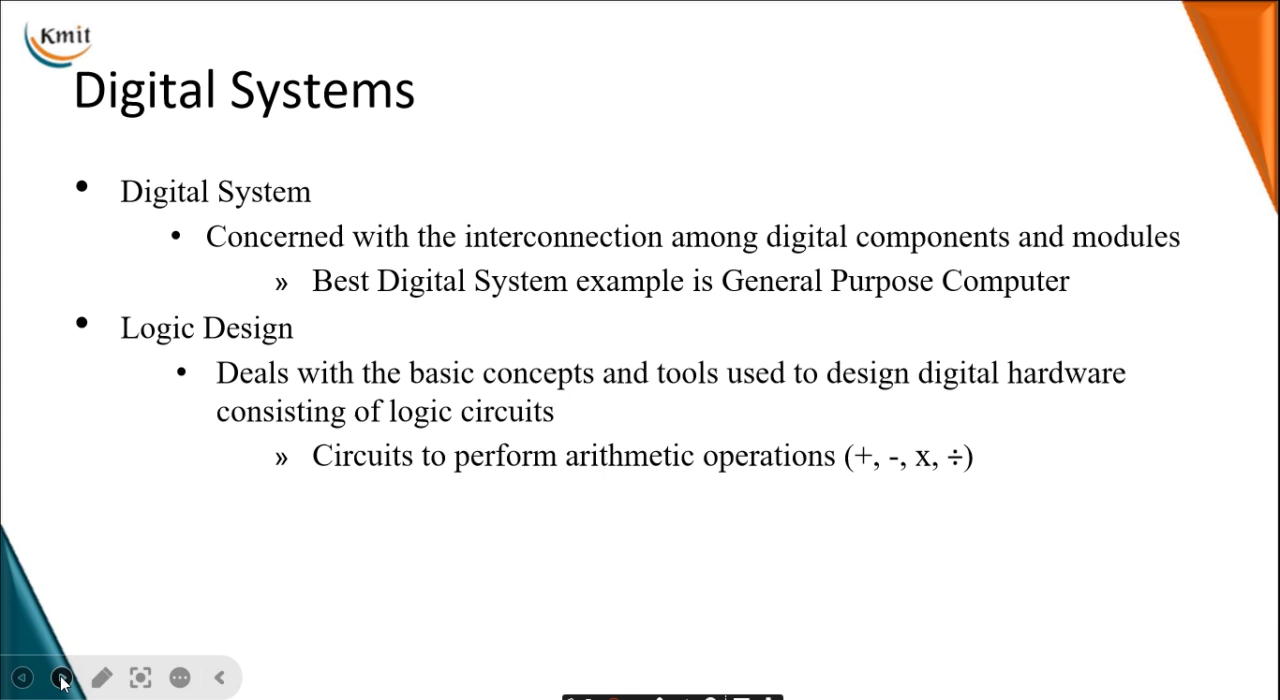 Kmit
Digital Systems
• Digital System
• Concerned with the interconnection among digital components and modules
» Best Digital System example is General Purpose Computer
• Logic Design
• Deals with the basic concepts and tools used to design digital hardware
consisting of logic circuits
» Circuits to perform arithmetic operations (+, -, x, ÷)